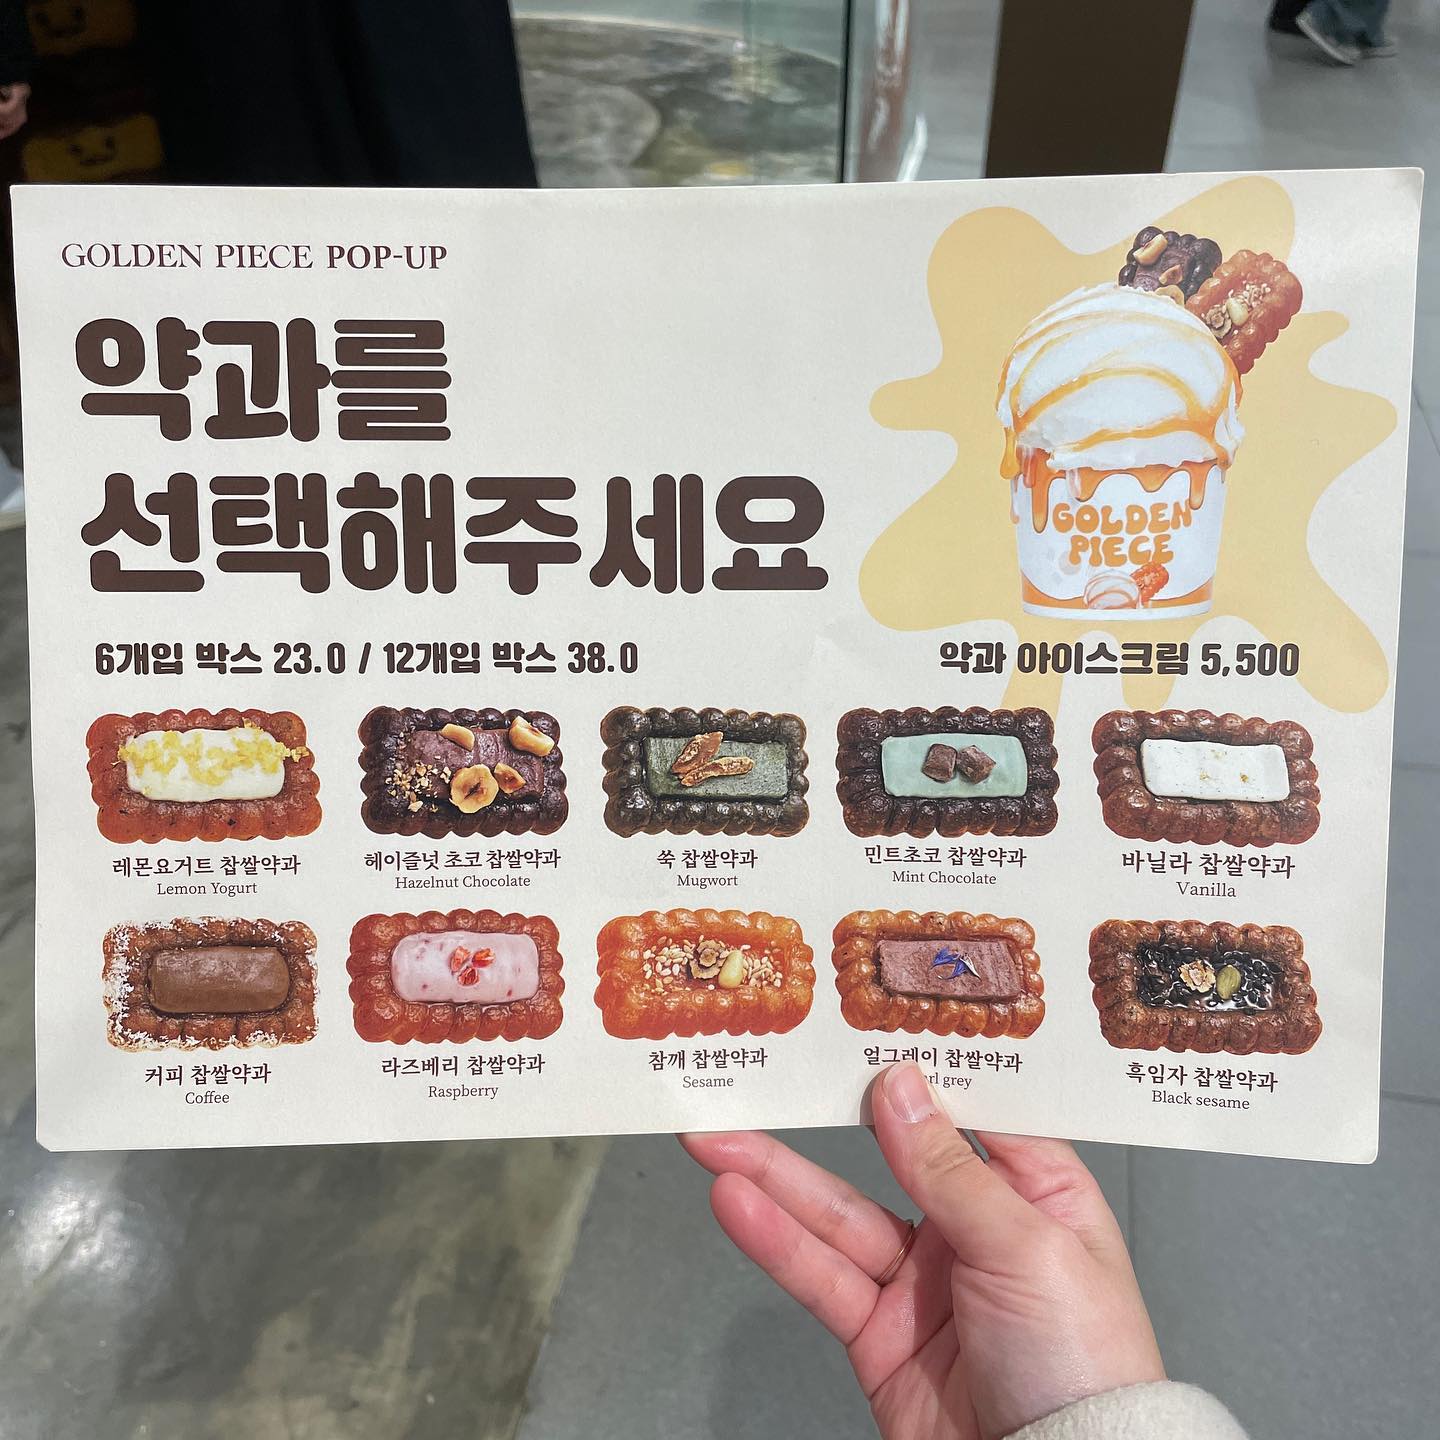 GOLDEN PIECE POP-UP
약과를
선택해주세요
GOLDEN
PIECE
6개입 박스 23.0 / 12개입 박스 38.0
약과 아이스크림 5,500
레몬요거트 찹쌀약과
Lemon Yogurt
헤이즐넛 초코 찹쌀약과
Hazelnut Chocolate
쑥 찹쌀약과
Mugwort
민트초코 찹쌀약과
Mint Chocolate
바닐라 찹쌀약과
Vanilla
커피 찹쌀약과
Coffee
라즈베리 찹쌀약과
Raspberry
참깨 찹쌀약과
Sesame
얼그레이 찹쌀약과
grey
흑임자 찹쌀약과
Black sesame